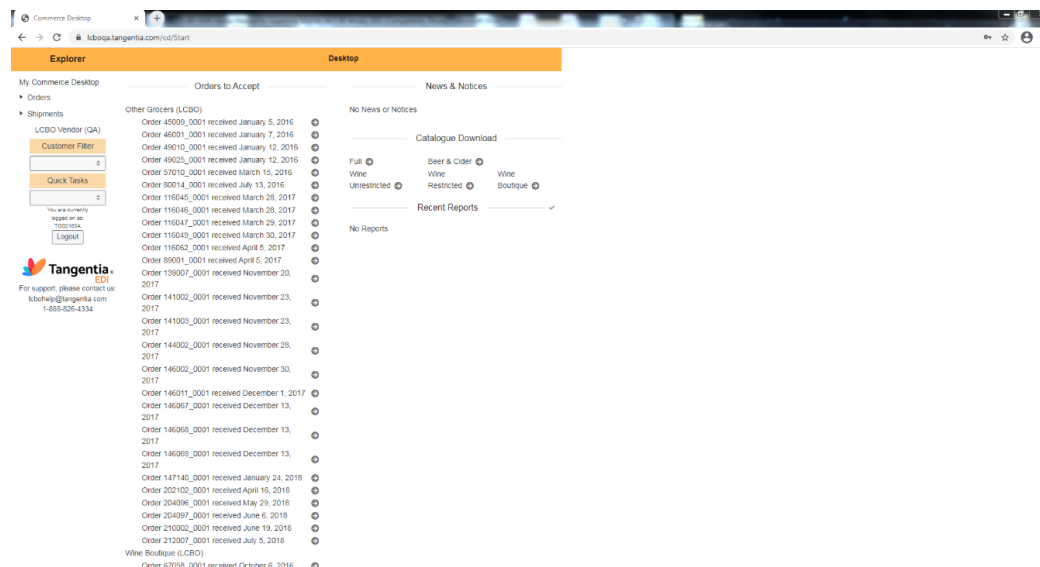 Commerce Desktop
lcboqa.tangentia.com/cd/Start
Explorer
Desktop
My Commerce Desktop
Orders
Shipments
LCBO Vendor (QA)
Customer Filter
Quick Tasks
You are currently
logged on as:
Logout
Tangentia
EDI
For support, please contact us:
lcbohelp@tangentia.com
1-888-826-4334
Orders to Accept
Other Grocers (LCBO)
Order 45009_0001 received January 5, 2016
Order 46001_0001 received January 7, 2016
Order 49010_0001 received January 12, 2016
Order 49025_0001 received January 12, 2016
Order 57010_0001 received March 15, 2016
Order 80014_0001 received July 13, 2016
Order 116045_0001 received March 28, 2017
Order 116046_0001 received March 28, 2017
Order 116047_0001 received March 29, 2017
Order 116049_0001 received March 30, 2017
Order 116062_0001 received April 5, 2017
Order 89001_0001 received April 5, 2017
Order 139007_0001 received November 20,
2017
Order 141002_0001 received November 23,
2017
Order 141003_0001 received November 23,
2017
Order 144002_0001 received November 28,
2017
Order 146002_0001 received November 30,
2017
Order 146011_0001 received December 1, 2017
Order 146067_0001 received December 13,
2017
Order 146068_0001 received December 13,
2017
Order 146069_0001 received December 13,
2017
Order 147140_0001 received January 24, 2018
Order 202102_0001 received April 16, 2018
Order 204096_0001 received May 29, 2018
Order 204097_0001 received June 6, 2018
Order 210002_0001 received June 19, 2018
Order 212007_0001 received July 5, 2018
Wine Boutique (LCBO)
Order 67058_0001 received October 6, 2016
News & Notices
No News or Notices
Catalogue Download
Full
Beer & Cider
Wine
Unrestricted
Wine
Restricted
Wine
Boutique
Recent Reports
No Reports